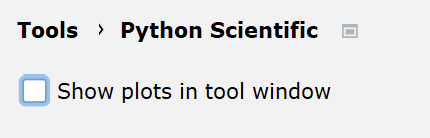 Tools › Python Scientific
Show plots in tool window